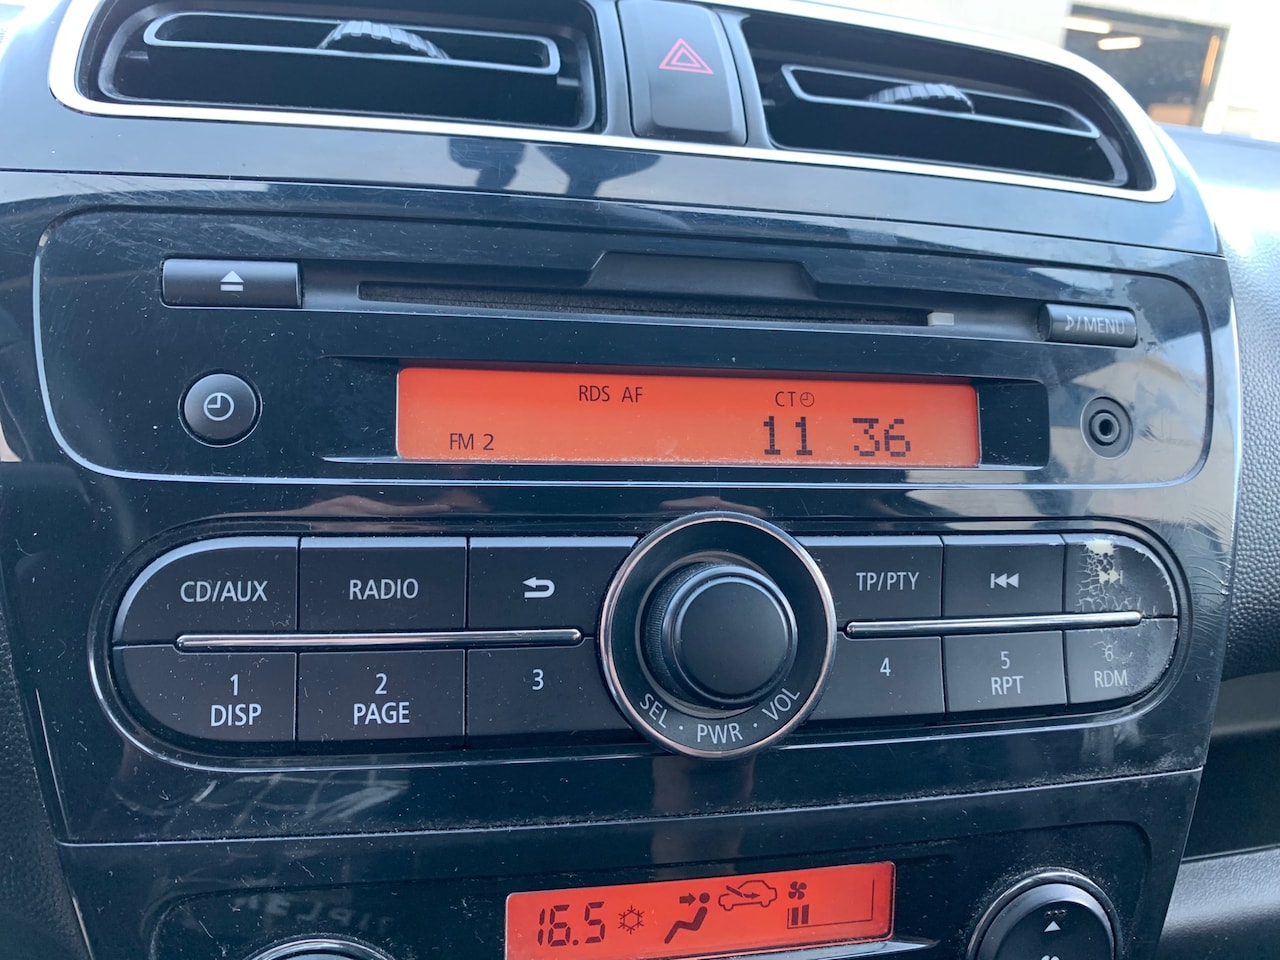 /MENU
RDS AF
CT
FM 2
11 36
CD/AUX
RADIO
TP/PTY
1
DISP
2
PAGE
3
4
5
RPT
6
RDM
SEL · PWR · VOL
16.5